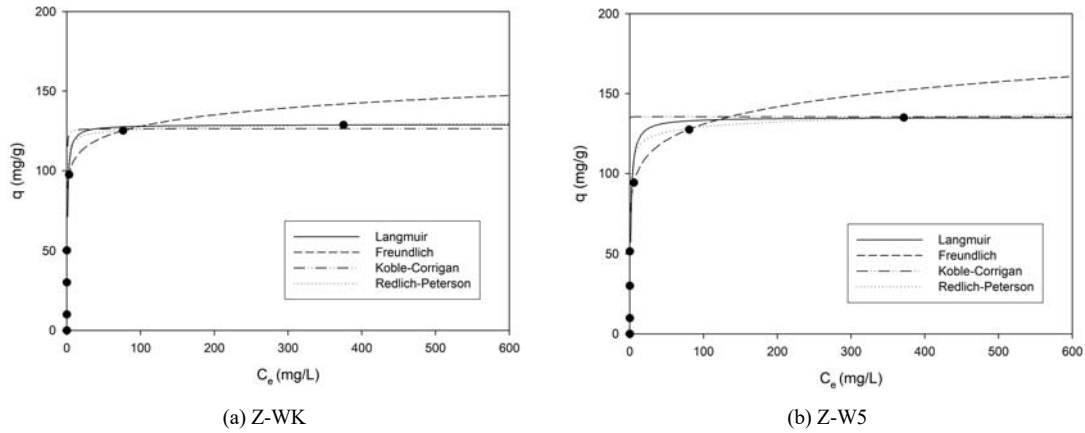 200
150
100
50
0
q (mg/g)
Langmuir
Freundlich
Koble-Corrigan
Redlich-Peterson
0 100 200 300 400 500 600
Ce (mg/L)
(a) Z-WK
200
150
100
50
0
q (mg/g)
Langmuir
Freundlich
Koble-Corrigan
Redlich-Peterson
0 100 200 300 400 500 600
Ce (mg/L)
(b) Z-W5